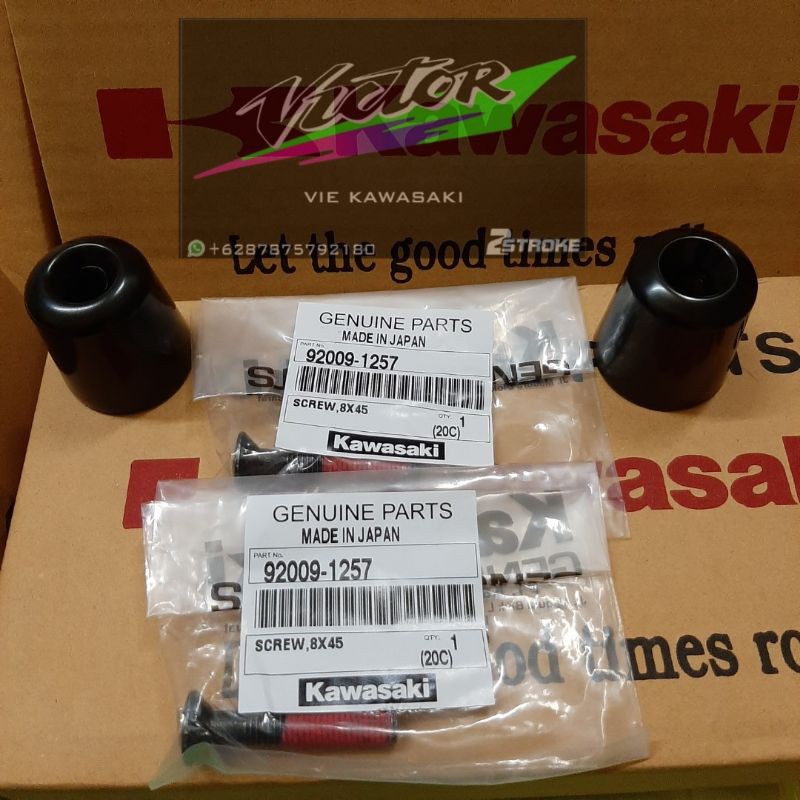 Victor
Kawasaki
VIE KAWASAKI
+6287875792180
2STROKE
Let the good times roll
GENUINE PARTS
MADE IN JAPAN
PART No.
92009-1257
SCREW,8X45
QTY. 1
(20C)
Kawasaki
GENUINE PARTS
MADE IN JAPAN
PART No.
92009-1257
SCREW,8X45
QTY. 1
(20C)
Kawasaki
good times ro